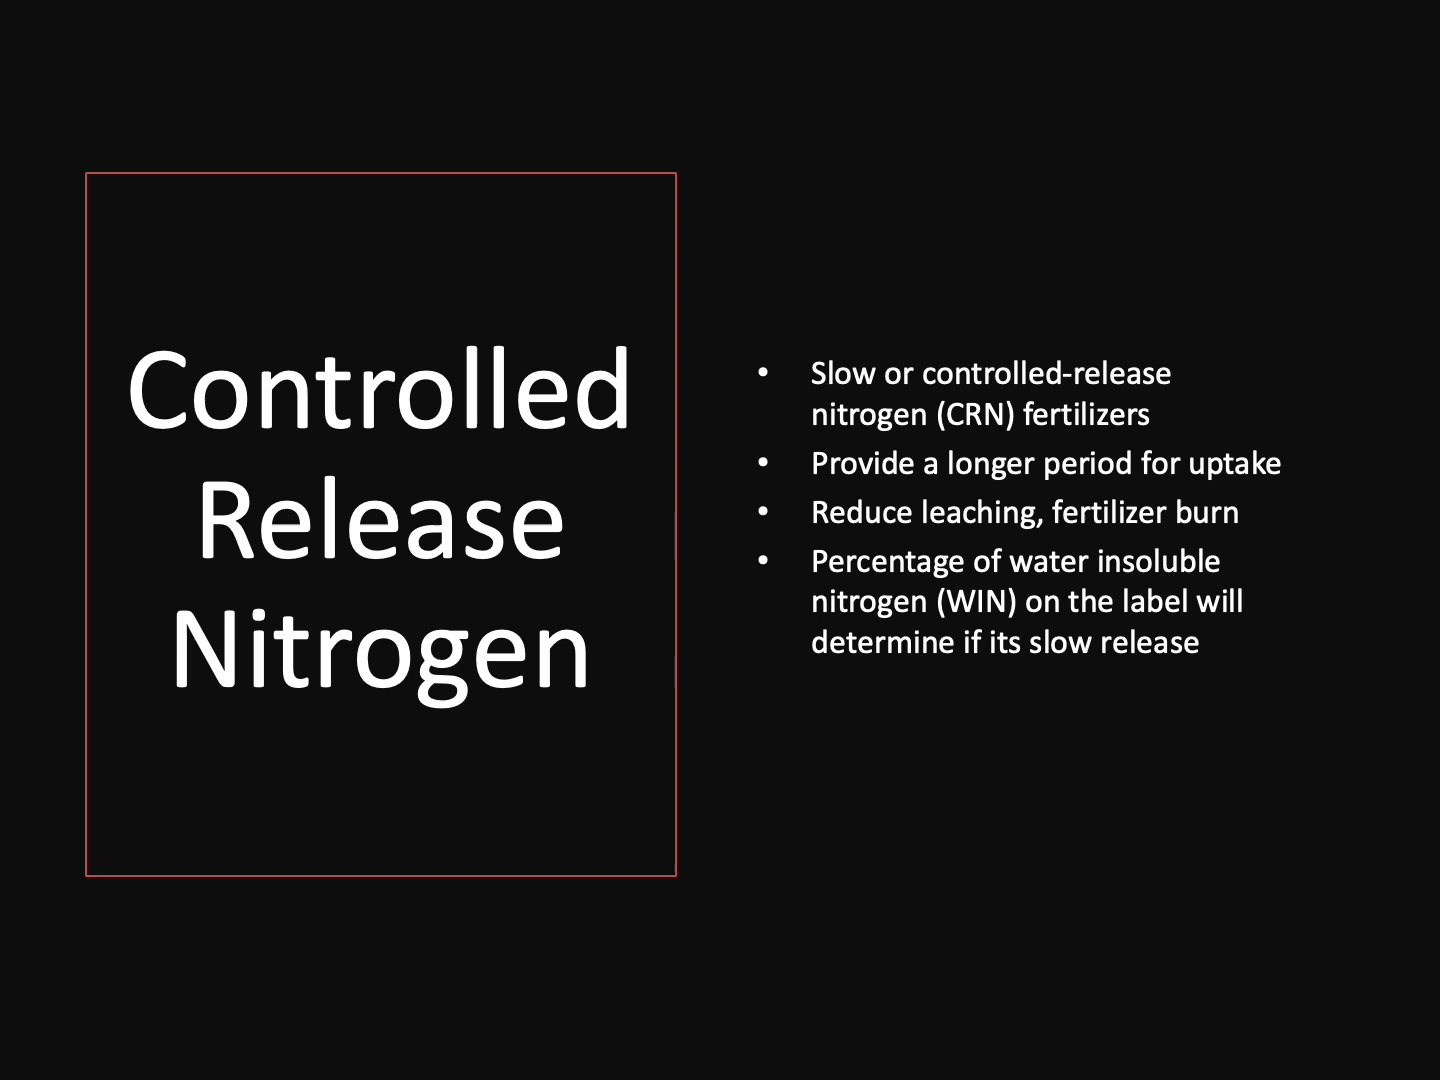 Controlled
Release
Nitrogen
• Slow or controlled-release
nitrogen (CRN) fertilizers
• Provide a longer period for uptake
• Reduce leaching, fertilizer burn
• Percentage of water insoluble
nitrogen (WIN) on the label will
determine if its slow release